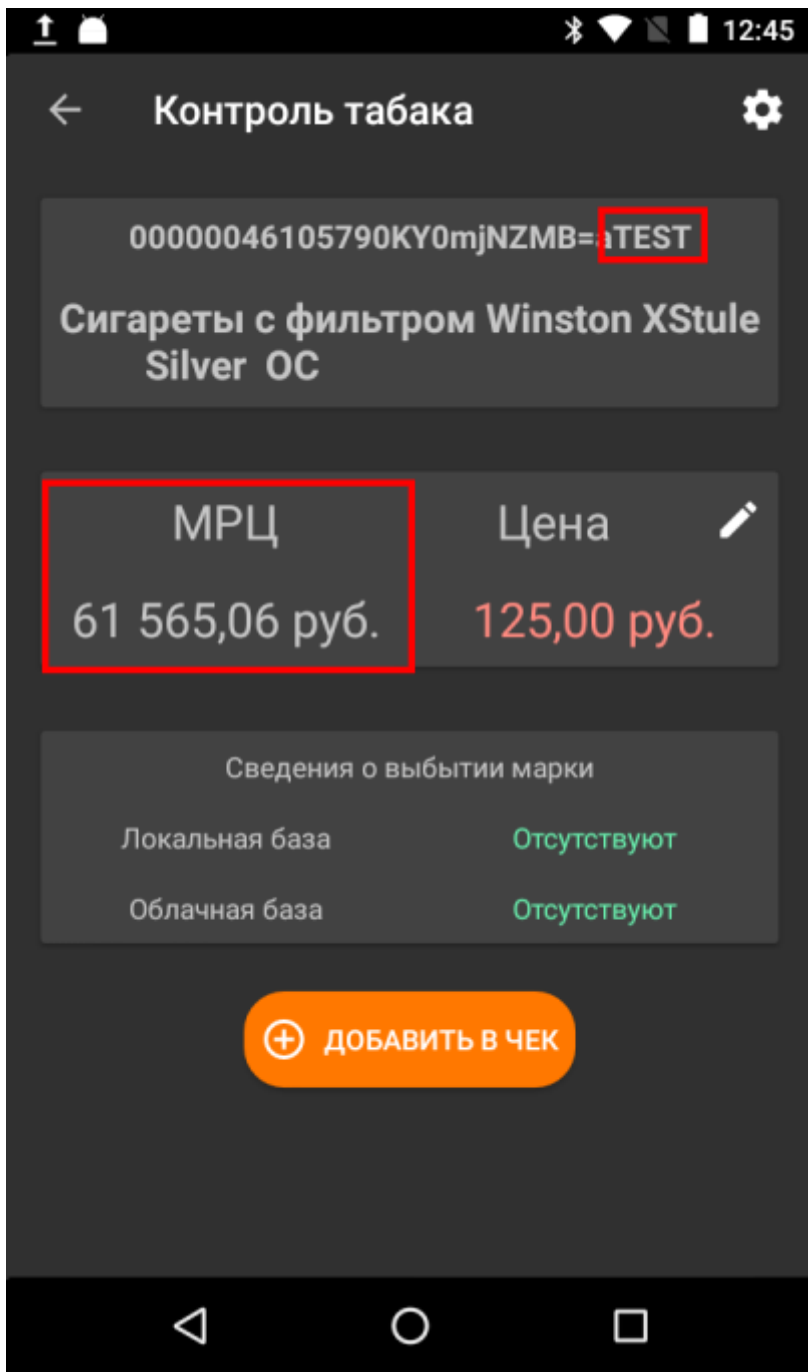 12:45
Контроль табака
00000046105790KY0mjNZMB=aTEST
Сигареты с фильтром Winston XStule
Silver OC
МРЦ
Цена
61 565,06 руб.
125,00 руб.
Сведения о выбытии марки
Локальная база
Отсутствуют
Облачная база
Отсутствуют
ДОБАВИТЬ В ЧЕК